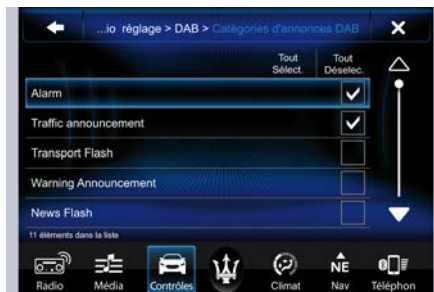 ...io réglage > DAB > Catégories d'annonces DAB
Tout Sélect.
Tout Déselec.
Alarm
Traffic announcement
Transport Flash
Warning Announcement
News Flash
11 éléments dans la liste
Radio Média Contrôles Climat NE Nav Téléphon